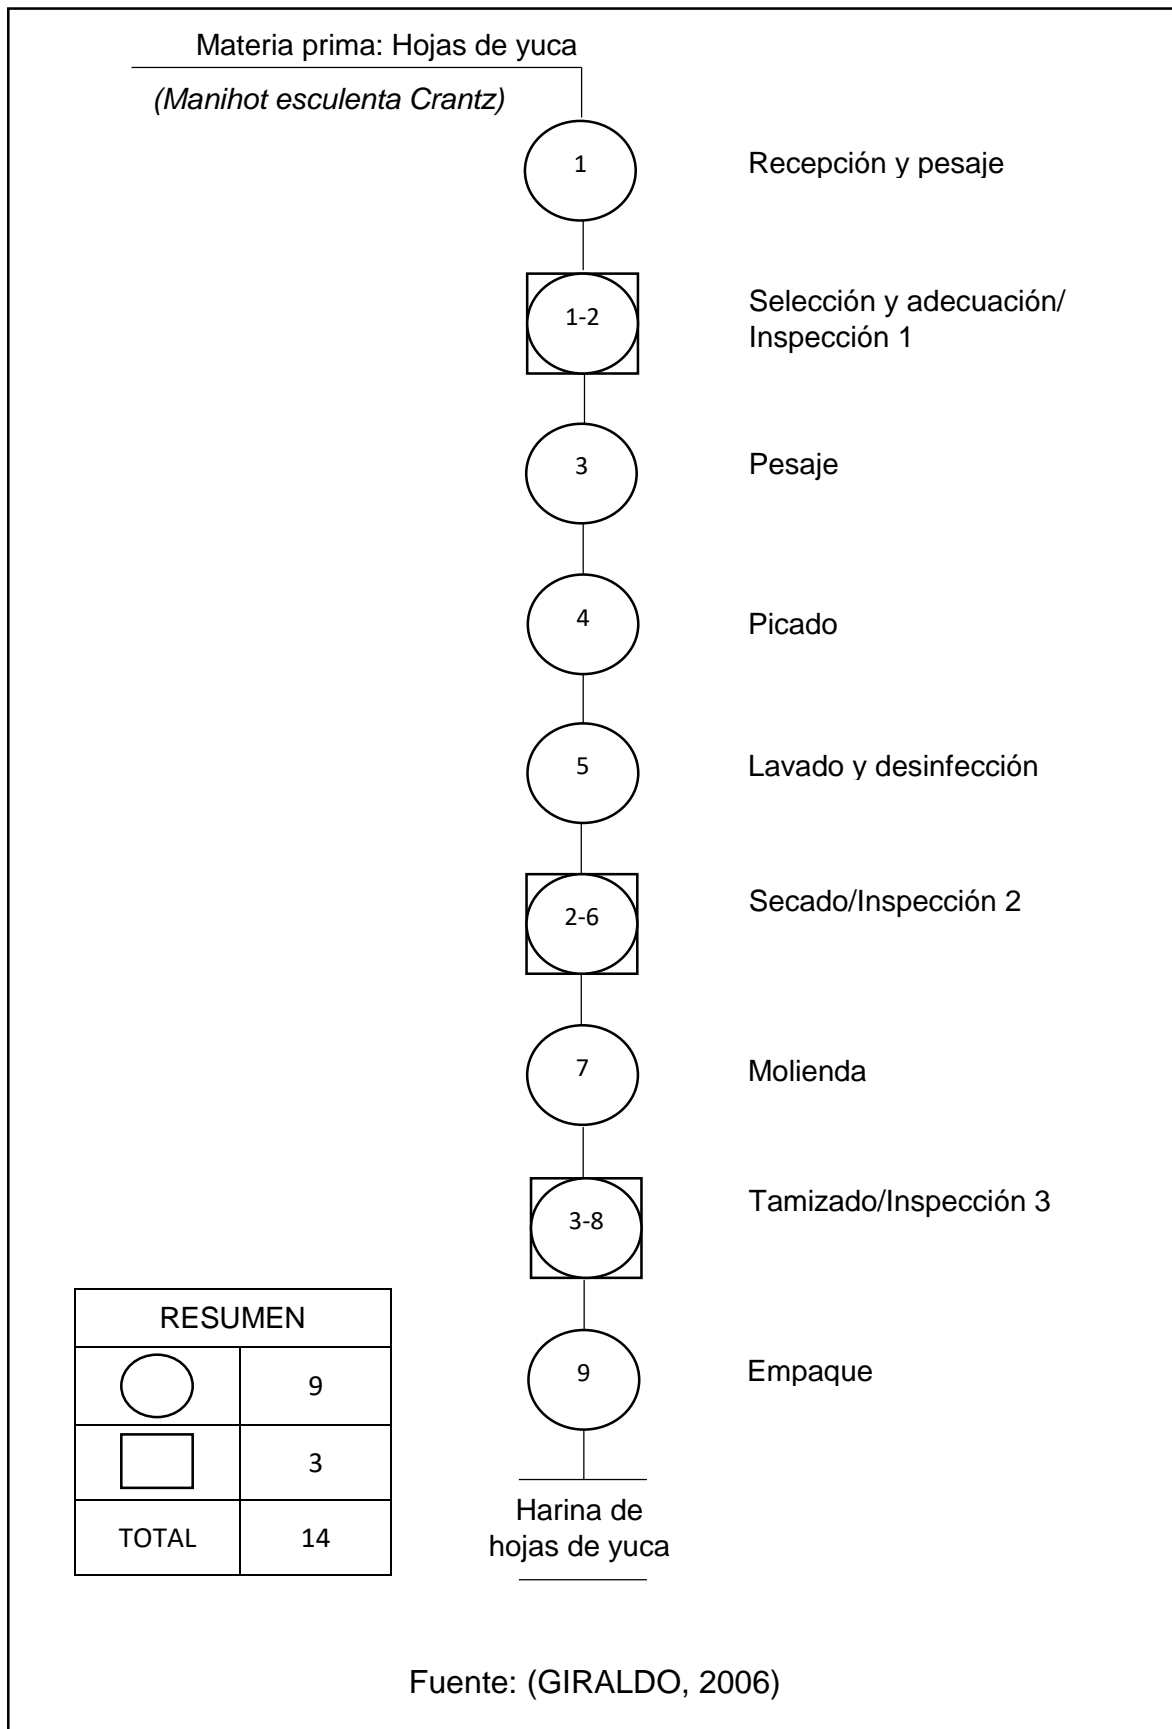 Materia prima: Hojas de yuca
(Manihot esculenta Crantz)
1
Recepción y pesaje
1-2
Selección y adecuación/
Inspección 1
3
Pesaje
4
Picado
5
Lavado y desinfección
2-6
Secado/Inspección 2
7
Molienda
3-8
Tamizado/Inspección 3
9
Empaque
RESUMEN
9
3
TOTAL 14
Harina de
hojas de yuca
Fuente: (GIRALDO, 2006)